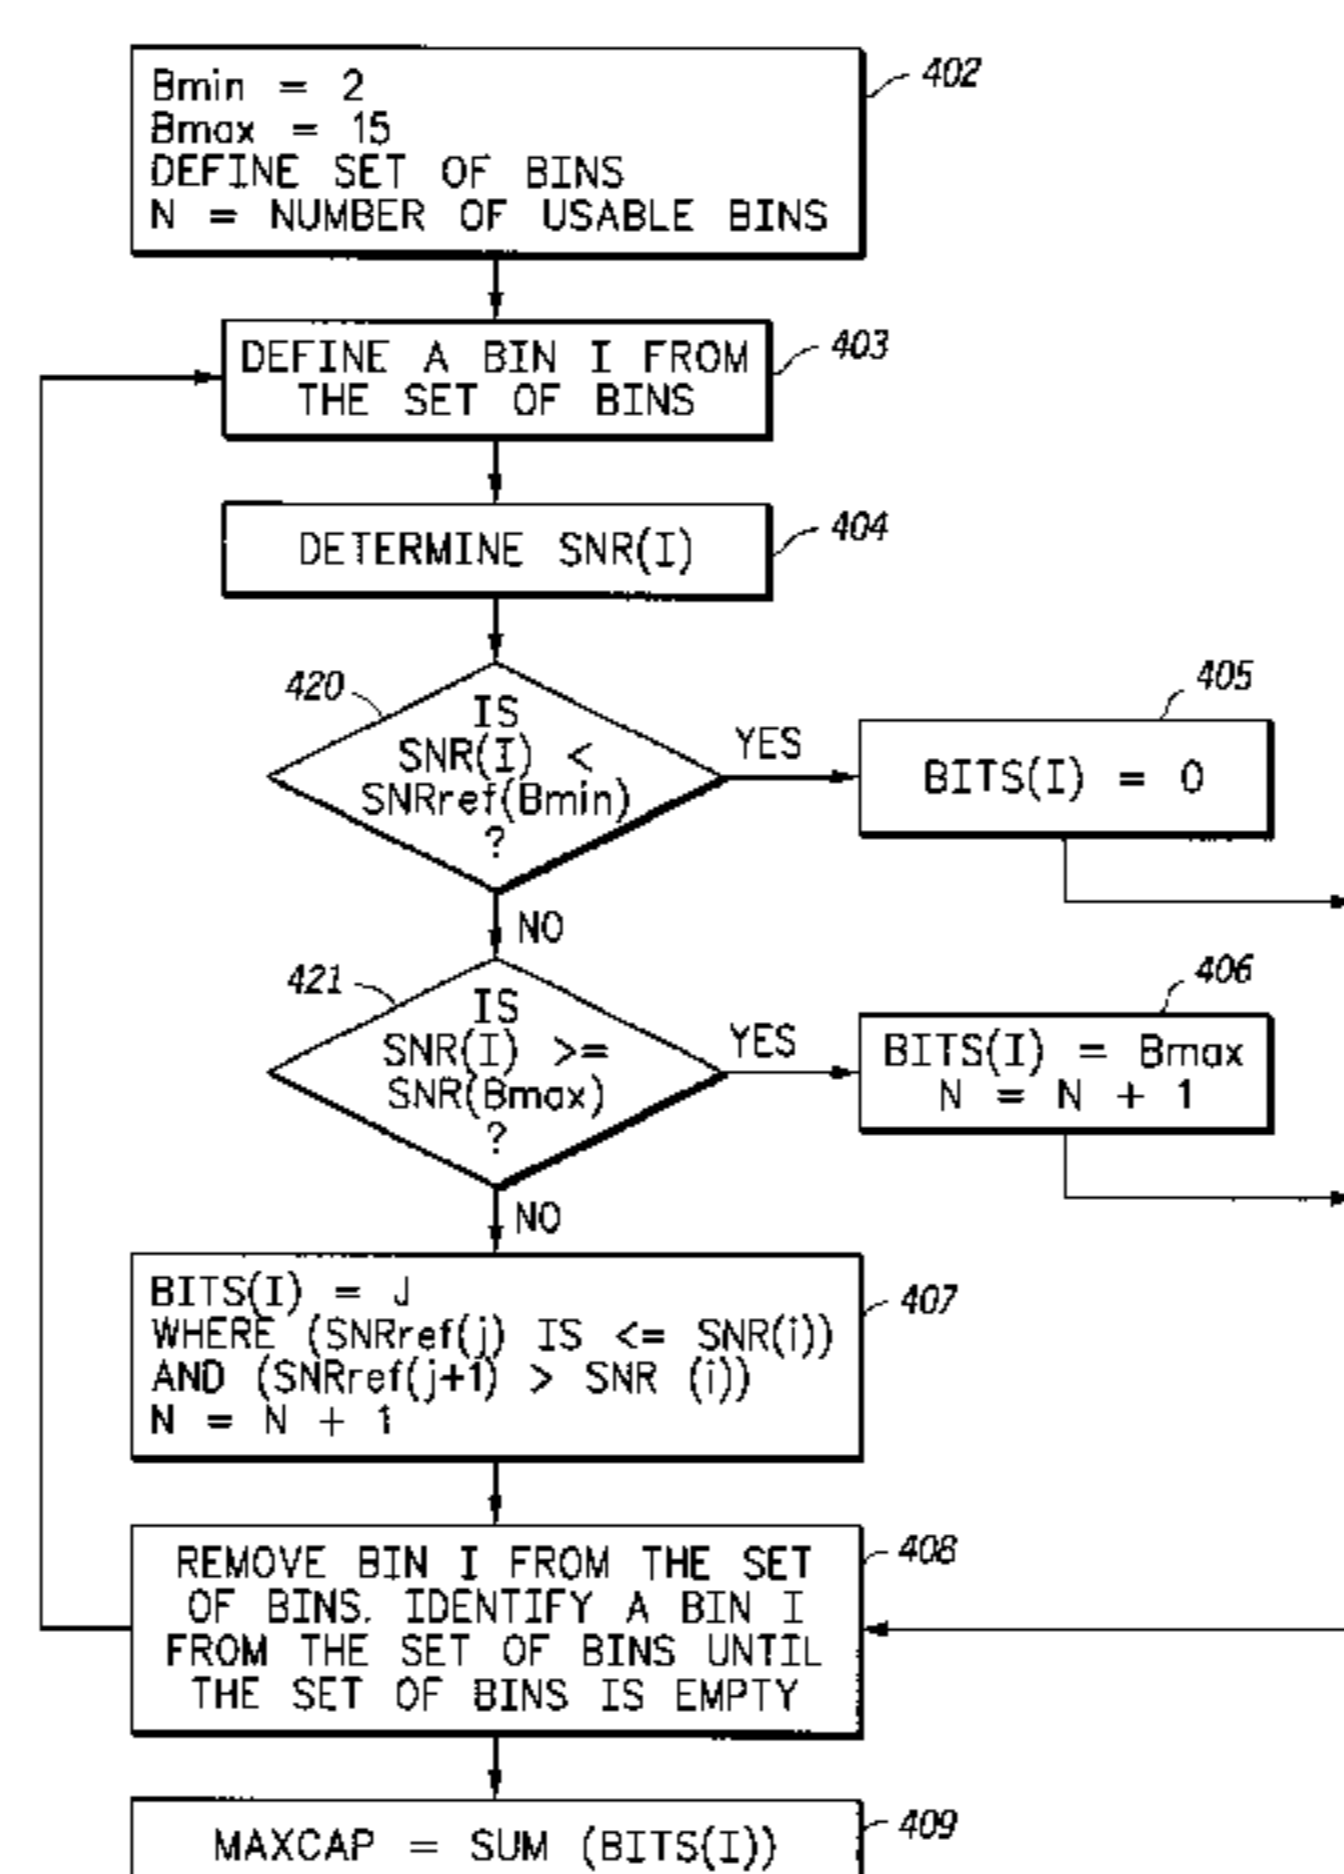 402
Bmin = 2
Bmax = 15
DEFINE SET OF BINS
N = NUMBER OF USABLE BINS
403
DEFINE A BIN I FROM
THE SET OF BINS
404
DETERMINE SNR(I)
420
IS
SNR(I) <
SNRref(Bmin)
?
YES
405
BITS(I) = 0
NO
421
IS
SNR(I) >=
SNR(Bmax)
?
YES
406
BITS(I) = Bmax
N = N + 1
NO
407
BITS(I) = J
WHERE (SNRref(j) IS <= SNR(i))
AND (SNRref(j+1) > SNR (i))
N = N + 1
408
REMOVE BIN I FROM THE SET
OF BINS. IDENTIFY A BIN I
FROM THE SET OF BINS UNTIL
THE SET OF BINS IS EMPTY
409
MAXCAP = SUM (BITS(I))